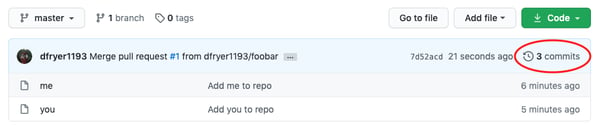 master 1 branch 0 tags Go to file Add file Code
dfryer1193 Merge pull request #1 from dfryer1193/foobar ... 7d52acd 21 seconds ago 3 commits
me Add me to repo 6 minutes ago
you Add you to repo 5 minutes ago